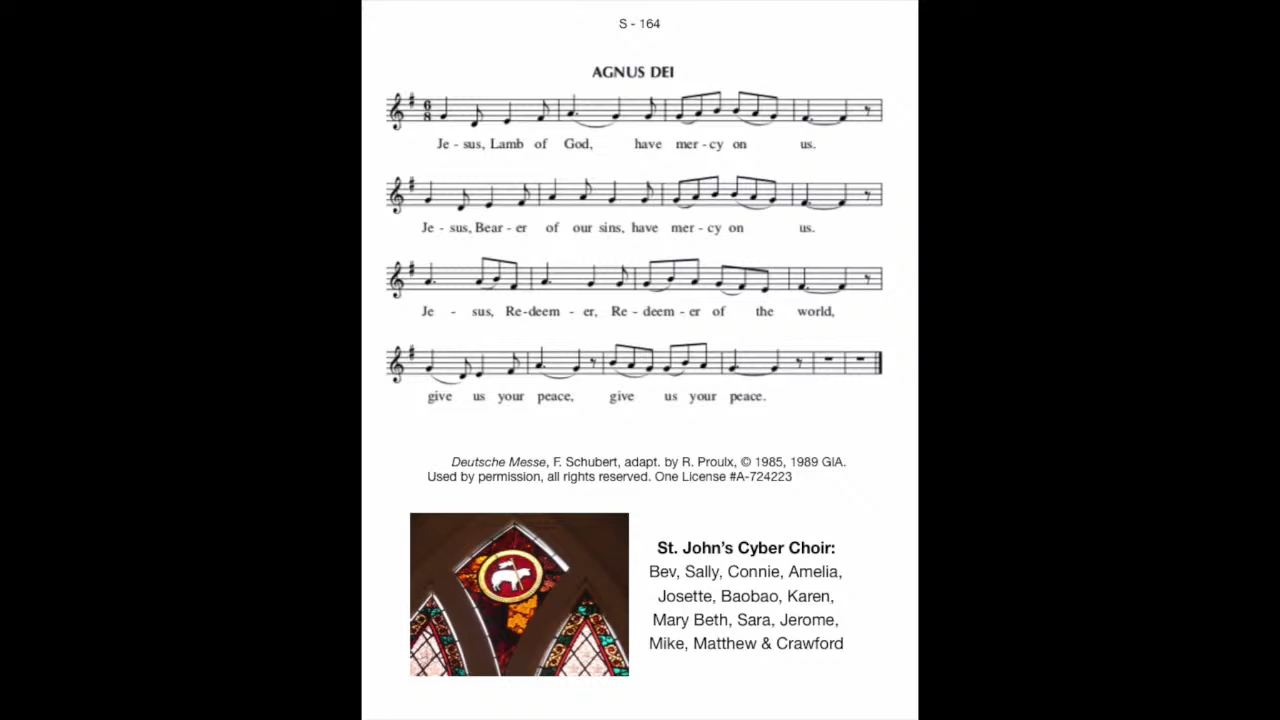 S - 164
AGNUS DEI
6
8
Je - sus, Lamb of God, have mer - cy on us.
Je - sus, Bear - er of our sins, have mer - cy on us.
Je - sus, Re-deem - er, Re - deem - er of the world,
give us your peace, give us your peace.
Deutsche Messe, F. Schubert, adapt. by R. Proulx, © 1985, 1989 GIA.
Used by permission, all rights reserved. One License #A-724223
St. John’s Cyber Choir:
Bev, Sally, Connie, Amelia,
Josette, Baobao, Karen,
Mary Beth, Sara, Jerome,
Mike, Matthew & Crawford